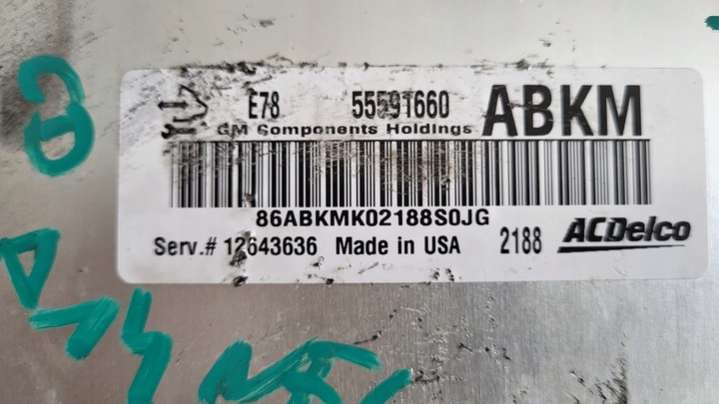 E78 55591660 ABKM
GM Components Holdings
86ABKMK02188S0JG
Serv.# 12643636 Made in USA 2188 ACDelco